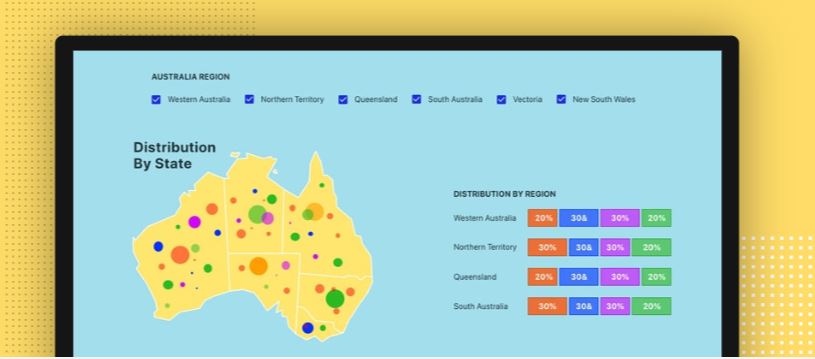 AUSTRALIA REGION
Western Australia Northern Territory Queensland South Australia Vectoria New South Wales
Distribution
By State
DISTRIBUTION BY REGION
Western Australia 20% 30& 30% 20%
Northern Territory 30% 30& 30% 20%
Queensland 20% 30& 30% 20%
South Australia 30% 30& 30% 20%